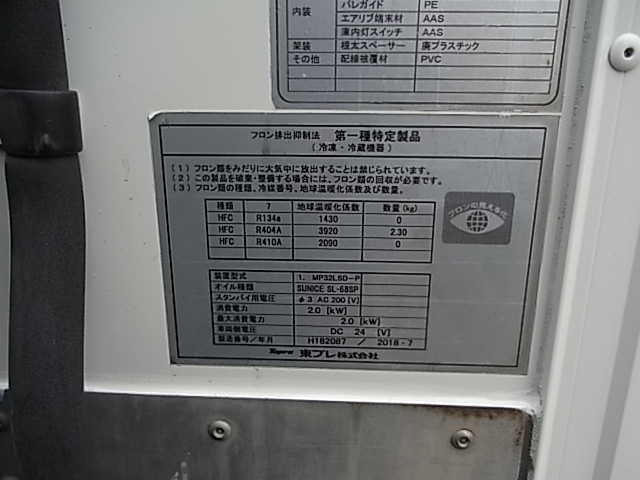 内装 パレガイド PE
エアリブ端末材 AAS
庫内灯スイッチ AAS
架装 根太スペーサー 廃プラスチック
その他 配線被覆材 PVC
フロン排出抑制法 第一種特定製品
(冷凍・冷蔵機器)
(1)フロン類をみだりに大気中に放出することは禁じられています。
(2)この製品を廃棄・整備する場合には、フロン類の回収が必要です。
(3)フロン類の種類、冷媒番号、地球温暖化係数及び数量。
種類 7 地球温暖化係数 数量(kg)
HFC R134a 1430 0
HFC R404A 3920 2.30
HFC R410A 2090 0
フロンの見える化
装置型式 1. MP32LSD-P
オイル種類 SUNICE SL-68SP
スタンバイ用電圧 φ3 AC 200 [V]
消費電力 2.0 [kW]
最大消費電力 2.0 [kW]
車両側電圧 DC 24 [V]
製造番号/年月 H182087 / 2018-7
Topre 東プレ株式会社